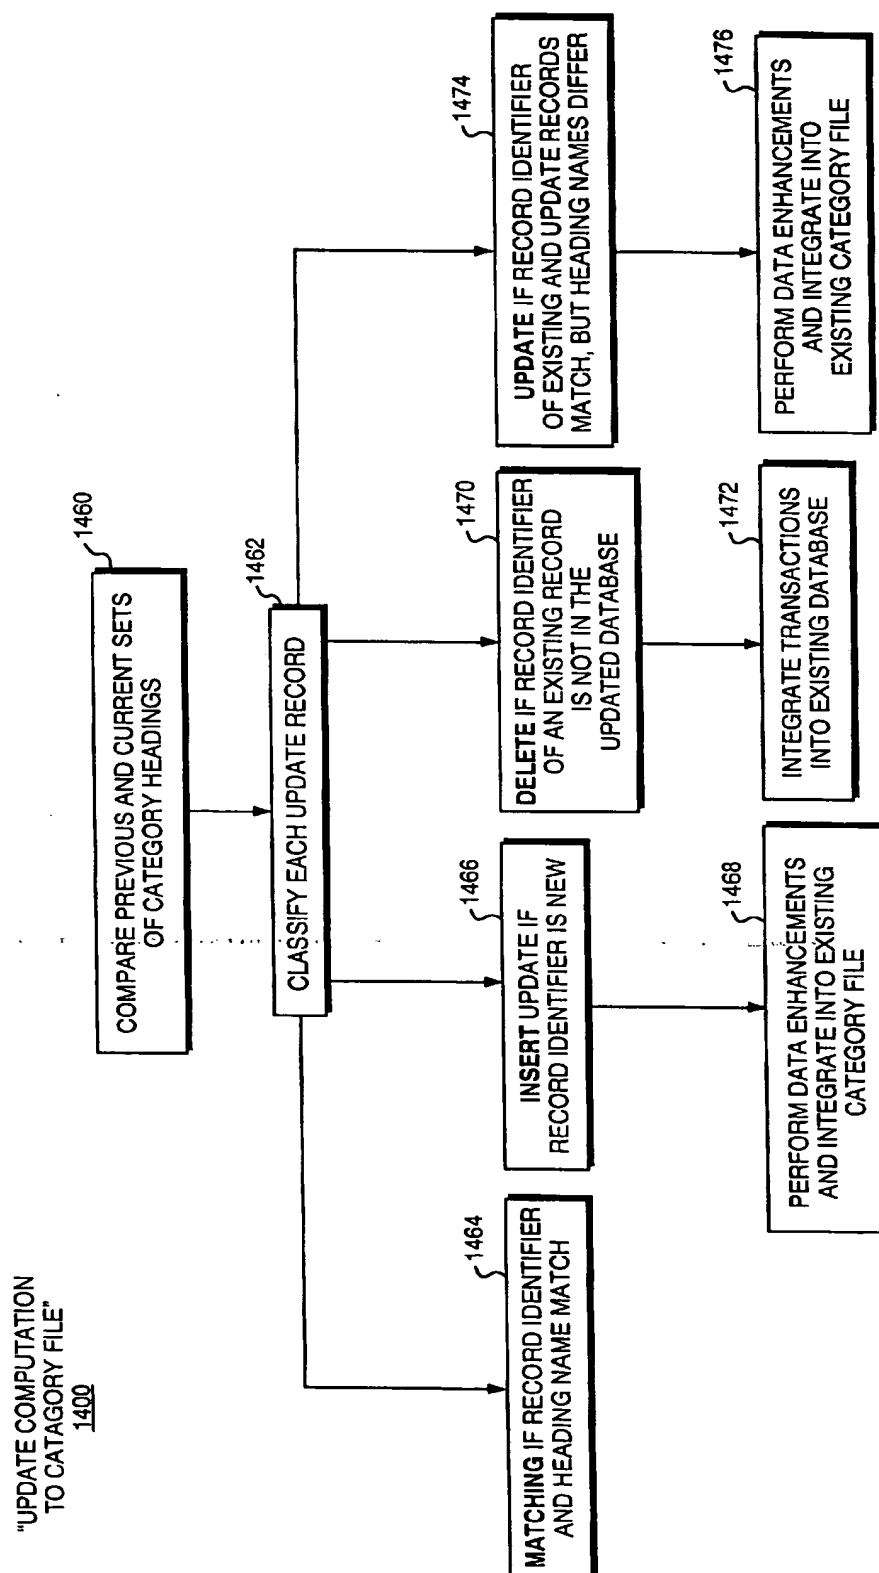 "UPDATE COMPUTATION
TO CATAGORY FILE"
1400
1460
COMPARE PREVIOUS AND CURRENT SETS
OF CATEGORY HEADINGS
1462
CLASSIFY EACH UPDATE RECORD
1464
MATCHING IF RECORD IDENTIFIER
AND HEADING NAME MATCH
1466
INSERT UPDATE IF
RECORD IDENTIFIER IS NEW
1468
PERFORM DATA ENHANCEMENTS
AND INTEGRATE INTO EXISTING
CATEGORY FILE
1470
DELETE IF RECORD IDENTIFIER
OF AN EXISTING RECORD
IS NOT IN THE
UPDATED DATABASE
1472
INTEGRATE TRANSACTIONS
INTO EXISTING DATABASE
1474
UPDATE IF RECORD IDENTIFIER
OF EXISTING AND UPDATE RECORDS
MATCH, BUT HEADING NAMES DIFFER
1476
PERFORM DATA ENHANCEMENTS
AND INTEGRATE INTO
EXISTING CATEGORY FILE